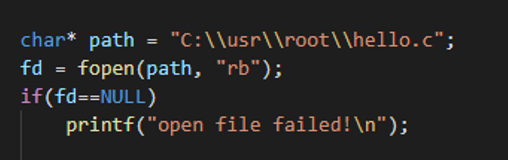 char* path = "C:\\usr\\root\\hello.c";
fd = fopen(path, "rb");
if(fd==NULL)
    printf("open file failed!\n");